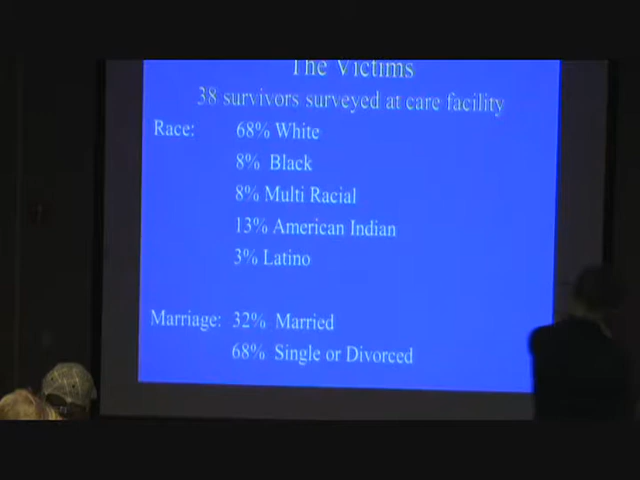 The Victims
38 survivors surveyed at care facility
Race: 68% White
8% Black
8% Multi Racial
13% American Indian
3% Latino
Marriage: 32% Married
68% Single or Divorced